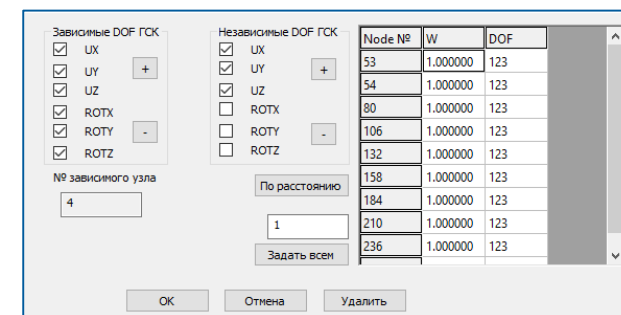 Зависимые DOF ГСК
UX
UY
UZ
+
ROTX
ROTY
ROTZ
-
№ зависимого узла
4
Независимые DOF ГСК
UX
UY
UZ
+
ROTX
ROTY
ROTZ
-
По расстоянию
1
Задать всем
Node № W DOF
53 1.000000 123
54 1.000000 123
80 1.000000 123
106 1.000000 123
132 1.000000 123
158 1.000000 123
184 1.000000 123
210 1.000000 123
236 1.000000 123
OK Отмена Удалить